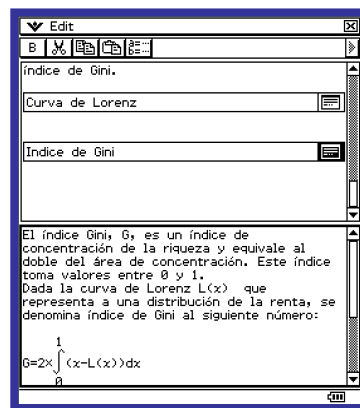 Edit
B
índice de Gini.
Curva de Lorenz
Indice de Gini
El índice Gini, G, es un índice de
concentración de la riqueza y equivale al
doble del área de concentración. Este índice
toma valores entre 0 y 1.
Dada la curva de Lorenz L(x) que
representa a una distribución de la renta, se
denomina índice de Gini al siguiente número:
1
G=2×∫(x-L(x))dx
0